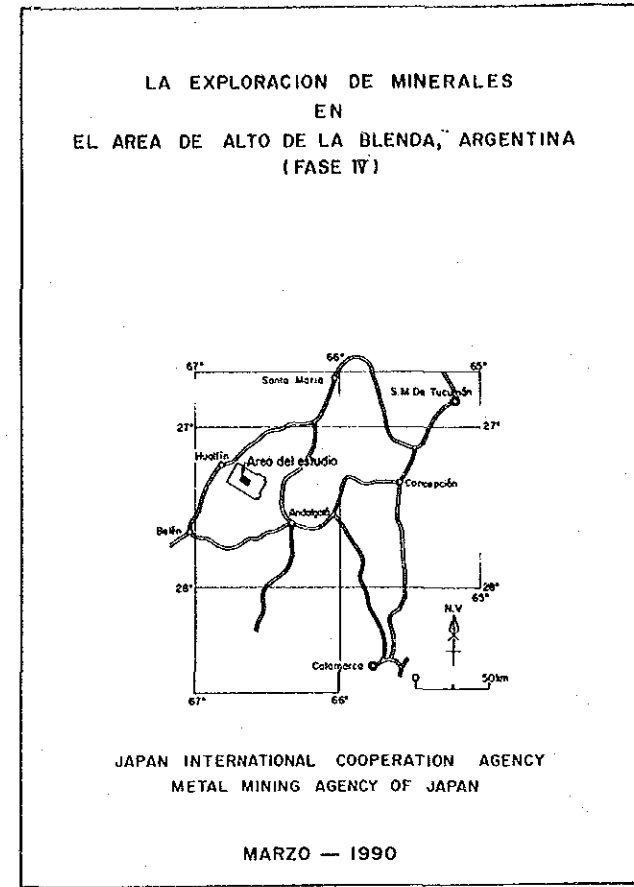 LA EXPLORACION DE MINERALES
EN
EL AREA DE ALTO DE LA BLENDA, ARGENTINA
(FASE IV)
67°
66°
65°
Santa María
S.M. De Tucumán
27°
27°
Hualfín
Area del estudio
Concepción
Andalgalá
Belén
28°
28°
65°
N.V
Catamarca
0
50km
67°
66°
JAPAN INTERNATIONAL COOPERATION AGENCY
METAL MINING AGENCY OF JAPAN
MARZO — 1990